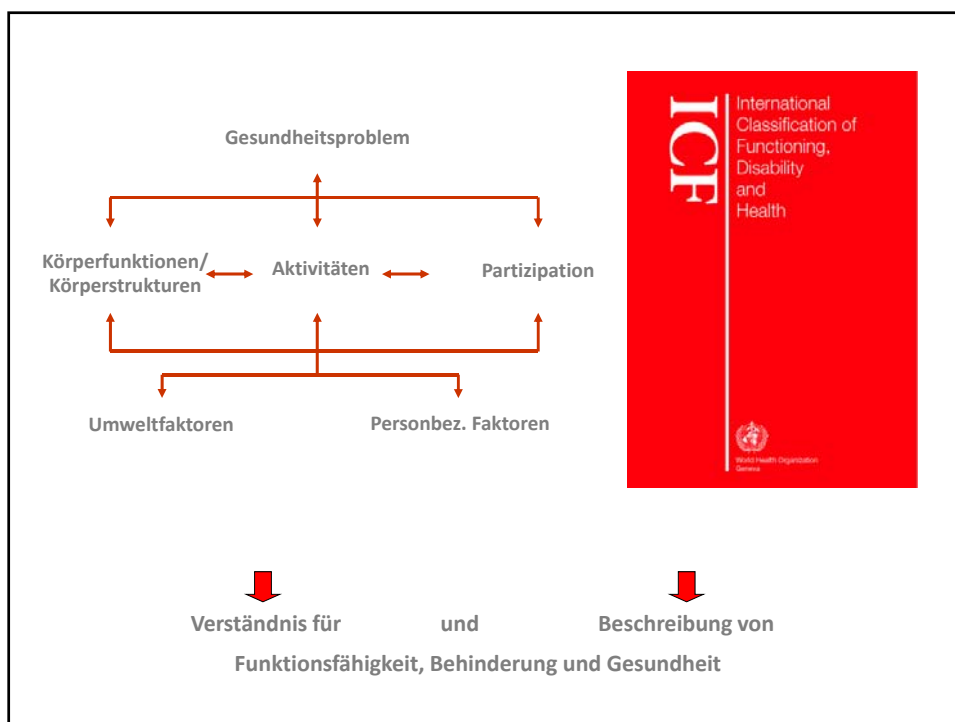 Gesundheitsproblem
Körperfunktionen/
Körperstrukturen
Aktivitäten
Partizipation
Umweltfaktoren
Personbez. Faktoren
ICF
International
Classification of
Functioning,
Disability
and
Health
World Health Organization
Geneva
Verständnis für und Beschreibung von
Funktionsfähigkeit, Behinderung und Gesundheit